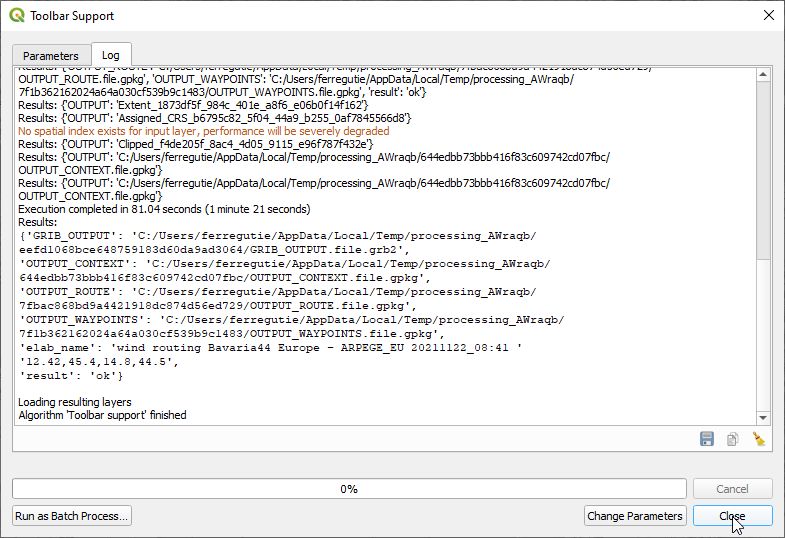 Toolbar Support
Parameters
Log
OUTPUT_ROUTE.file.gpkg', 'OUTPUT_WAYPOINTS': 'C:/Users/ferregutie/AppData/Local/Temp/processing_AWraqb/
7f1b362162024a64a030cf539b9c1483/OUTPUT_WAYPOINTS.file.gpkg', 'result': 'ok'}
Results: {'OUTPUT': 'Extent_1873df5f_984c_401e_a8f6_e06b0f14f162'}
Results: {'OUTPUT': 'Assigned_CRS_b6795c82_5f04_44a9_b255_0af7845566d8'}
No spatial index exists for input layer, performance will be severely degraded
Results: {'OUTPUT': 'Clipped_f4de205f_8ac4_4d05_9115_e96f787f432e'}
Results: {'OUTPUT': 'C:/Users/ferregutie/AppData/Local/Temp/processing_AWraqb/644edbb73bbb416f83c609742cd07fbc/
OUTPUT_CONTEXT.file.gpkg'}
Results: {'OUTPUT': 'C:/Users/ferregutie/AppData/Local/Temp/processing_AWraqb/644edbb73bbb416f83c609742cd07fbc/
OUTPUT_CONTEXT.file.gpkg'}
Execution completed in 81.04 seconds (1 minute 21 seconds)
Results:
{'GRIB_OUTPUT': 'C:/Users/ferregutie/AppData/Local/Temp/processing_AWraqb/
eefd1068bce648759183d60da9ad3064/GRIB_OUTPUT.file.grb2',
'OUTPUT_CONTEXT': 'C:/Users/ferregutie/AppData/Local/Temp/processing_AWraqb/
644edbb73bbb416f83c609742cd07fbc/OUTPUT_CONTEXT.file.gpkg',
'OUTPUT_ROUTE': 'C:/Users/ferregutie/AppData/Local/Temp/processing_AWraqb/
7fbac868bd9a4421918dc874d56ed729/OUTPUT_ROUTE.file.gpkg',
'OUTPUT_WAYPOINTS': 'C:/Users/ferregutie/AppData/Local/Temp/processing_AWraqb/
7f1b362162024a64a030cf539b9c1483/OUTPUT_WAYPOINTS.file.gpkg',
'elab_name': 'wind routing Bavaria44 Europe - ARPEGE_EU 20211122_08:41 '
'12.42,45.4,14.8,44.5',
'result': 'ok'}
Loading resulting layers
Algorithm 'Toolbar support' finished
0%
Cancel
Run as Batch Process...
Change Parameters
Close